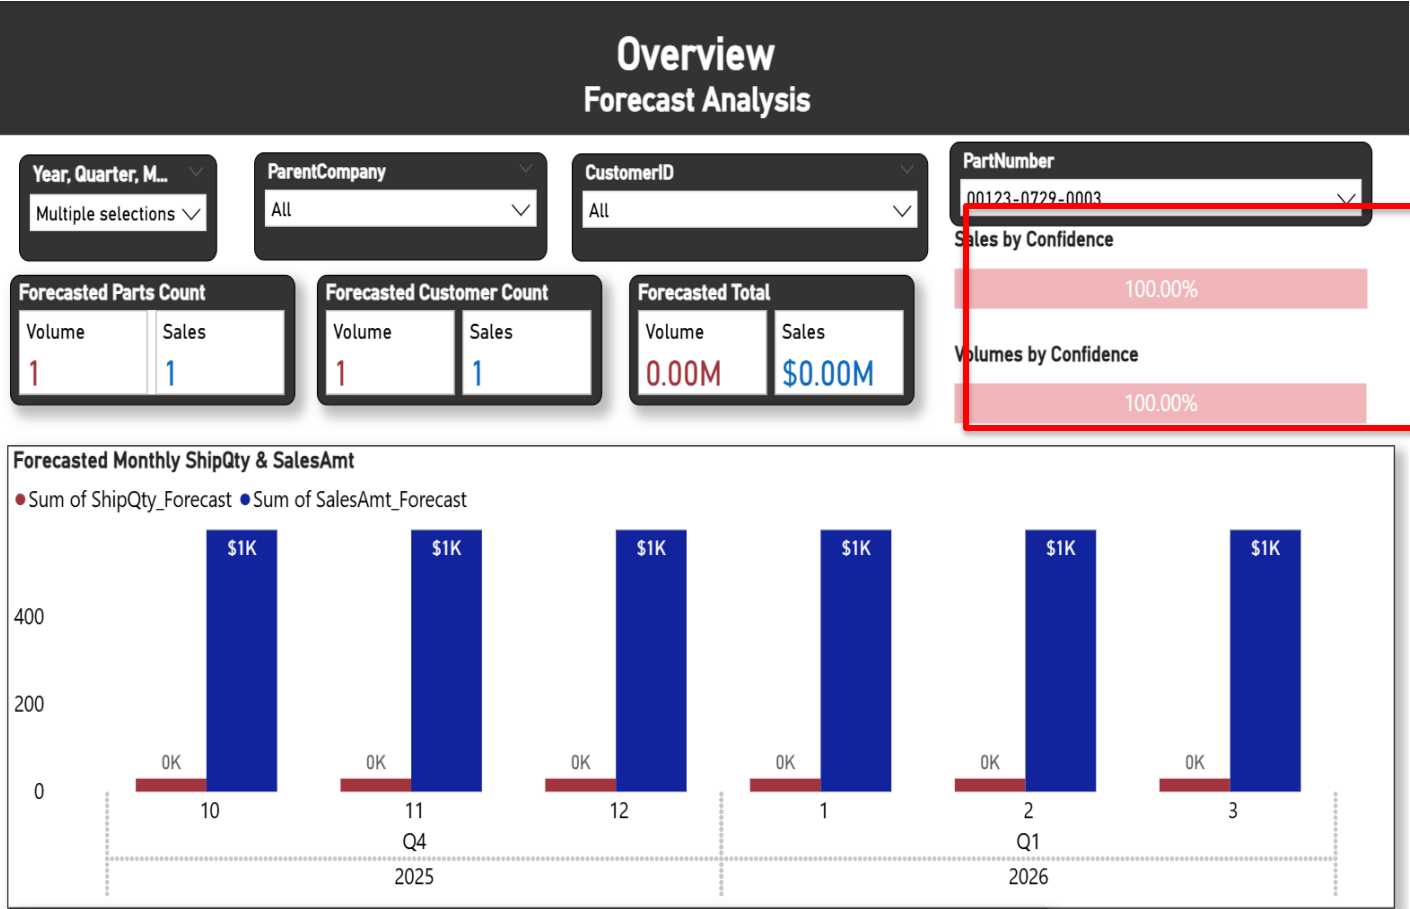 Overview
Forecast Analysis
Year, Quarter, M...
Multiple selections
ParentCompany
All
CustomerID
All
PartNumber
00123-0729-0003
Forecasted Parts Count
Volume
Sales
1
1
Forecasted Customer Count
Volume
Sales
1
1
Forecasted Total
Volume
Sales
0.00M
$0.00M
Sales by Confidence
100.00%
Volumes by Confidence
100.00%
Forecasted Monthly ShipQty & SalesAmt
Sum of ShipQty_Forecast Sum of SalesAmt_Forecast
$1K $1K $1K $1K $1K $1K
400
200
0K 0K 0K 0K 0K 0K
0
10 11 12 1 2 3
Q4 Q1
2025 2026